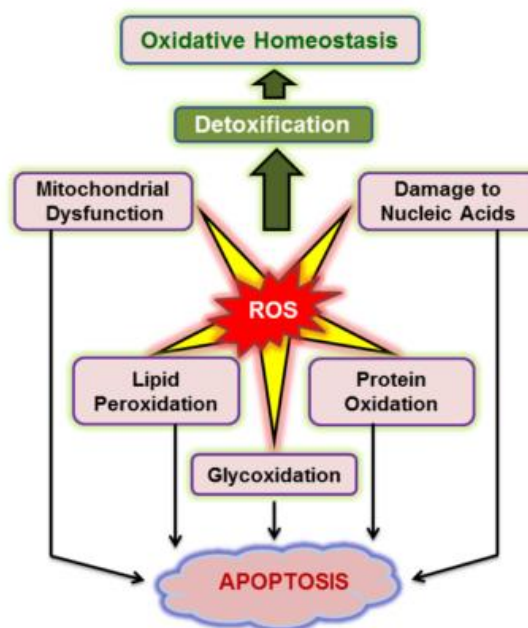 Oxidative Homeostasis
Detoxification
Mitochondrial
Dysfunction
Damage to
Nucleic Acids
ROS
Lipid
Peroxidation
Protein
Oxidation
Glycoxidation
APOPTOSIS